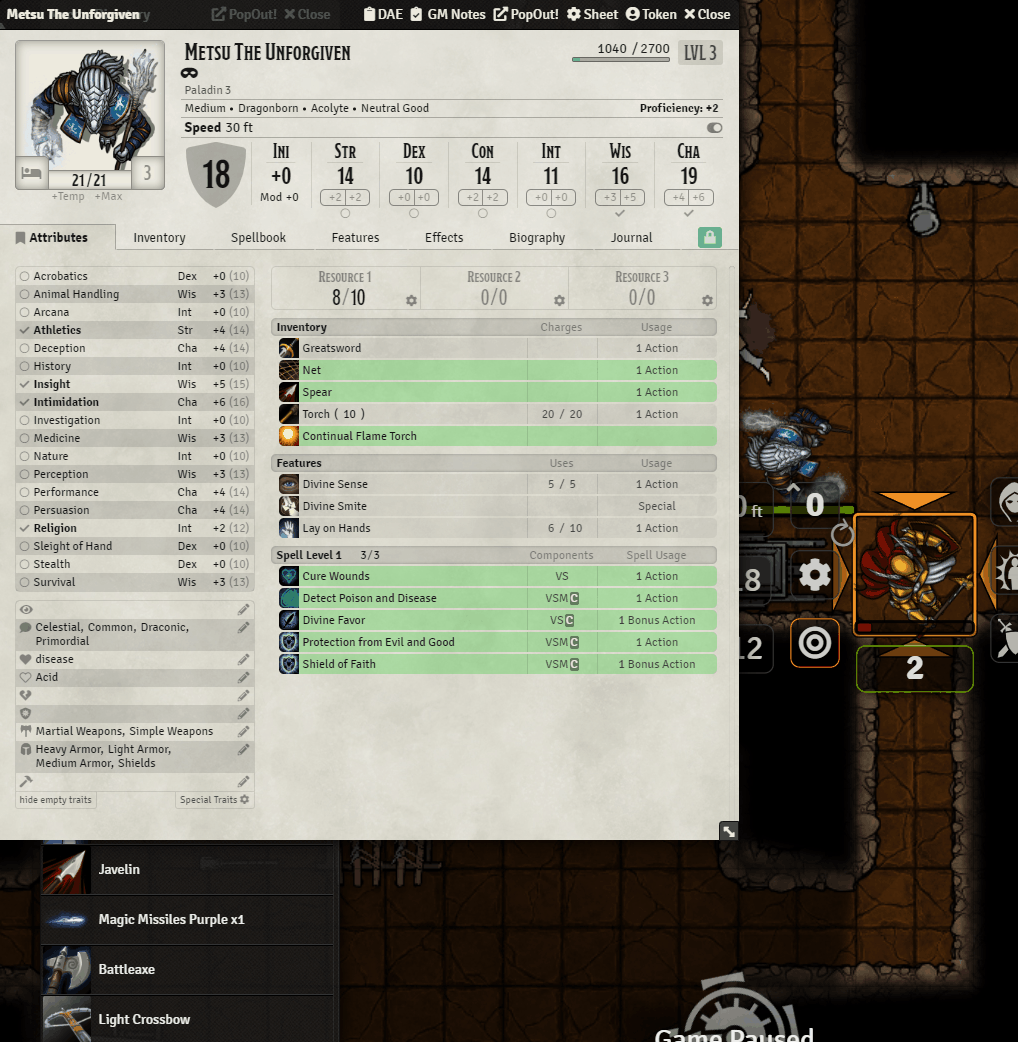 Metsu The Unforgiven PopOut! Close DAE GM Notes PopOut! Sheet Token Close
Metsu The Unforgiven
1040 / 2700 LVL 3
Paladin 3
Medium • Dragonborn • Acolyte • Neutral Good Proficiency: +2
Speed 30 ft
21/21 3
+Temp +Max
18
Ini Str Dex Con Int Wis Cha
+0 14 10 14 11 16 19
Mod +0 +2 +2 +0 +0 +2 +2 +0 +0 +3 +5 +4 +6
Attributes Inventory Spellbook Features Effects Biography Journal
Acrobatics Dex +0 (10)
Animal Handling Wis +3 (13)
Arcana Int +0 (10)
Athletics Str +4 (14)
Deception Cha +4 (14)
History Int +0 (10)
Insight Wis +5 (15)
Intimidation Cha +6 (16)
Investigation Int +0 (10)
Medicine Wis +3 (13)
Nature Int +0 (10)
Perception Wis +3 (13)
Performance Cha +4 (14)
Persuasion Cha +4 (14)
Religion Int +2 (12)
Sleight of Hand Dex +0 (10)
Stealth Dex +0 (10)
Survival Wis +3 (13)
Celestial, Common, Draconic,
Primordial
disease
Acid
Martial Weapons, Simple Weapons
Heavy Armor, Light Armor,
Medium Armor, Shields
hide empty traits Special Traits
Resource 1 Resource 2 Resource 3
8/10 0/0 0/0
Inventory Charges Usage
Greatsword 1 Action
Net 1 Action
Spear 1 Action
Torch ( 10 ) 20 / 20 1 Action
Continual Flame Torch
Features Uses Usage
Divine Sense 5 / 5 1 Action
Divine Smite Special
Lay on Hands 6 / 10 1 Action
Spell Level 1 3/3 Components Spell Usage
Cure Wounds VS 1 Action
Detect Poison and Disease VSMC 1 Action
Divine Favor VSC 1 Bonus Action
Protection from Evil and Good VSMC 1 Action
Shield of Faith VSMC 1 Bonus Action
0 ft 0
8
12
2
Javelin
Magic Missiles Purple x1
Battleaxe
Light Crossbow
Game Paused